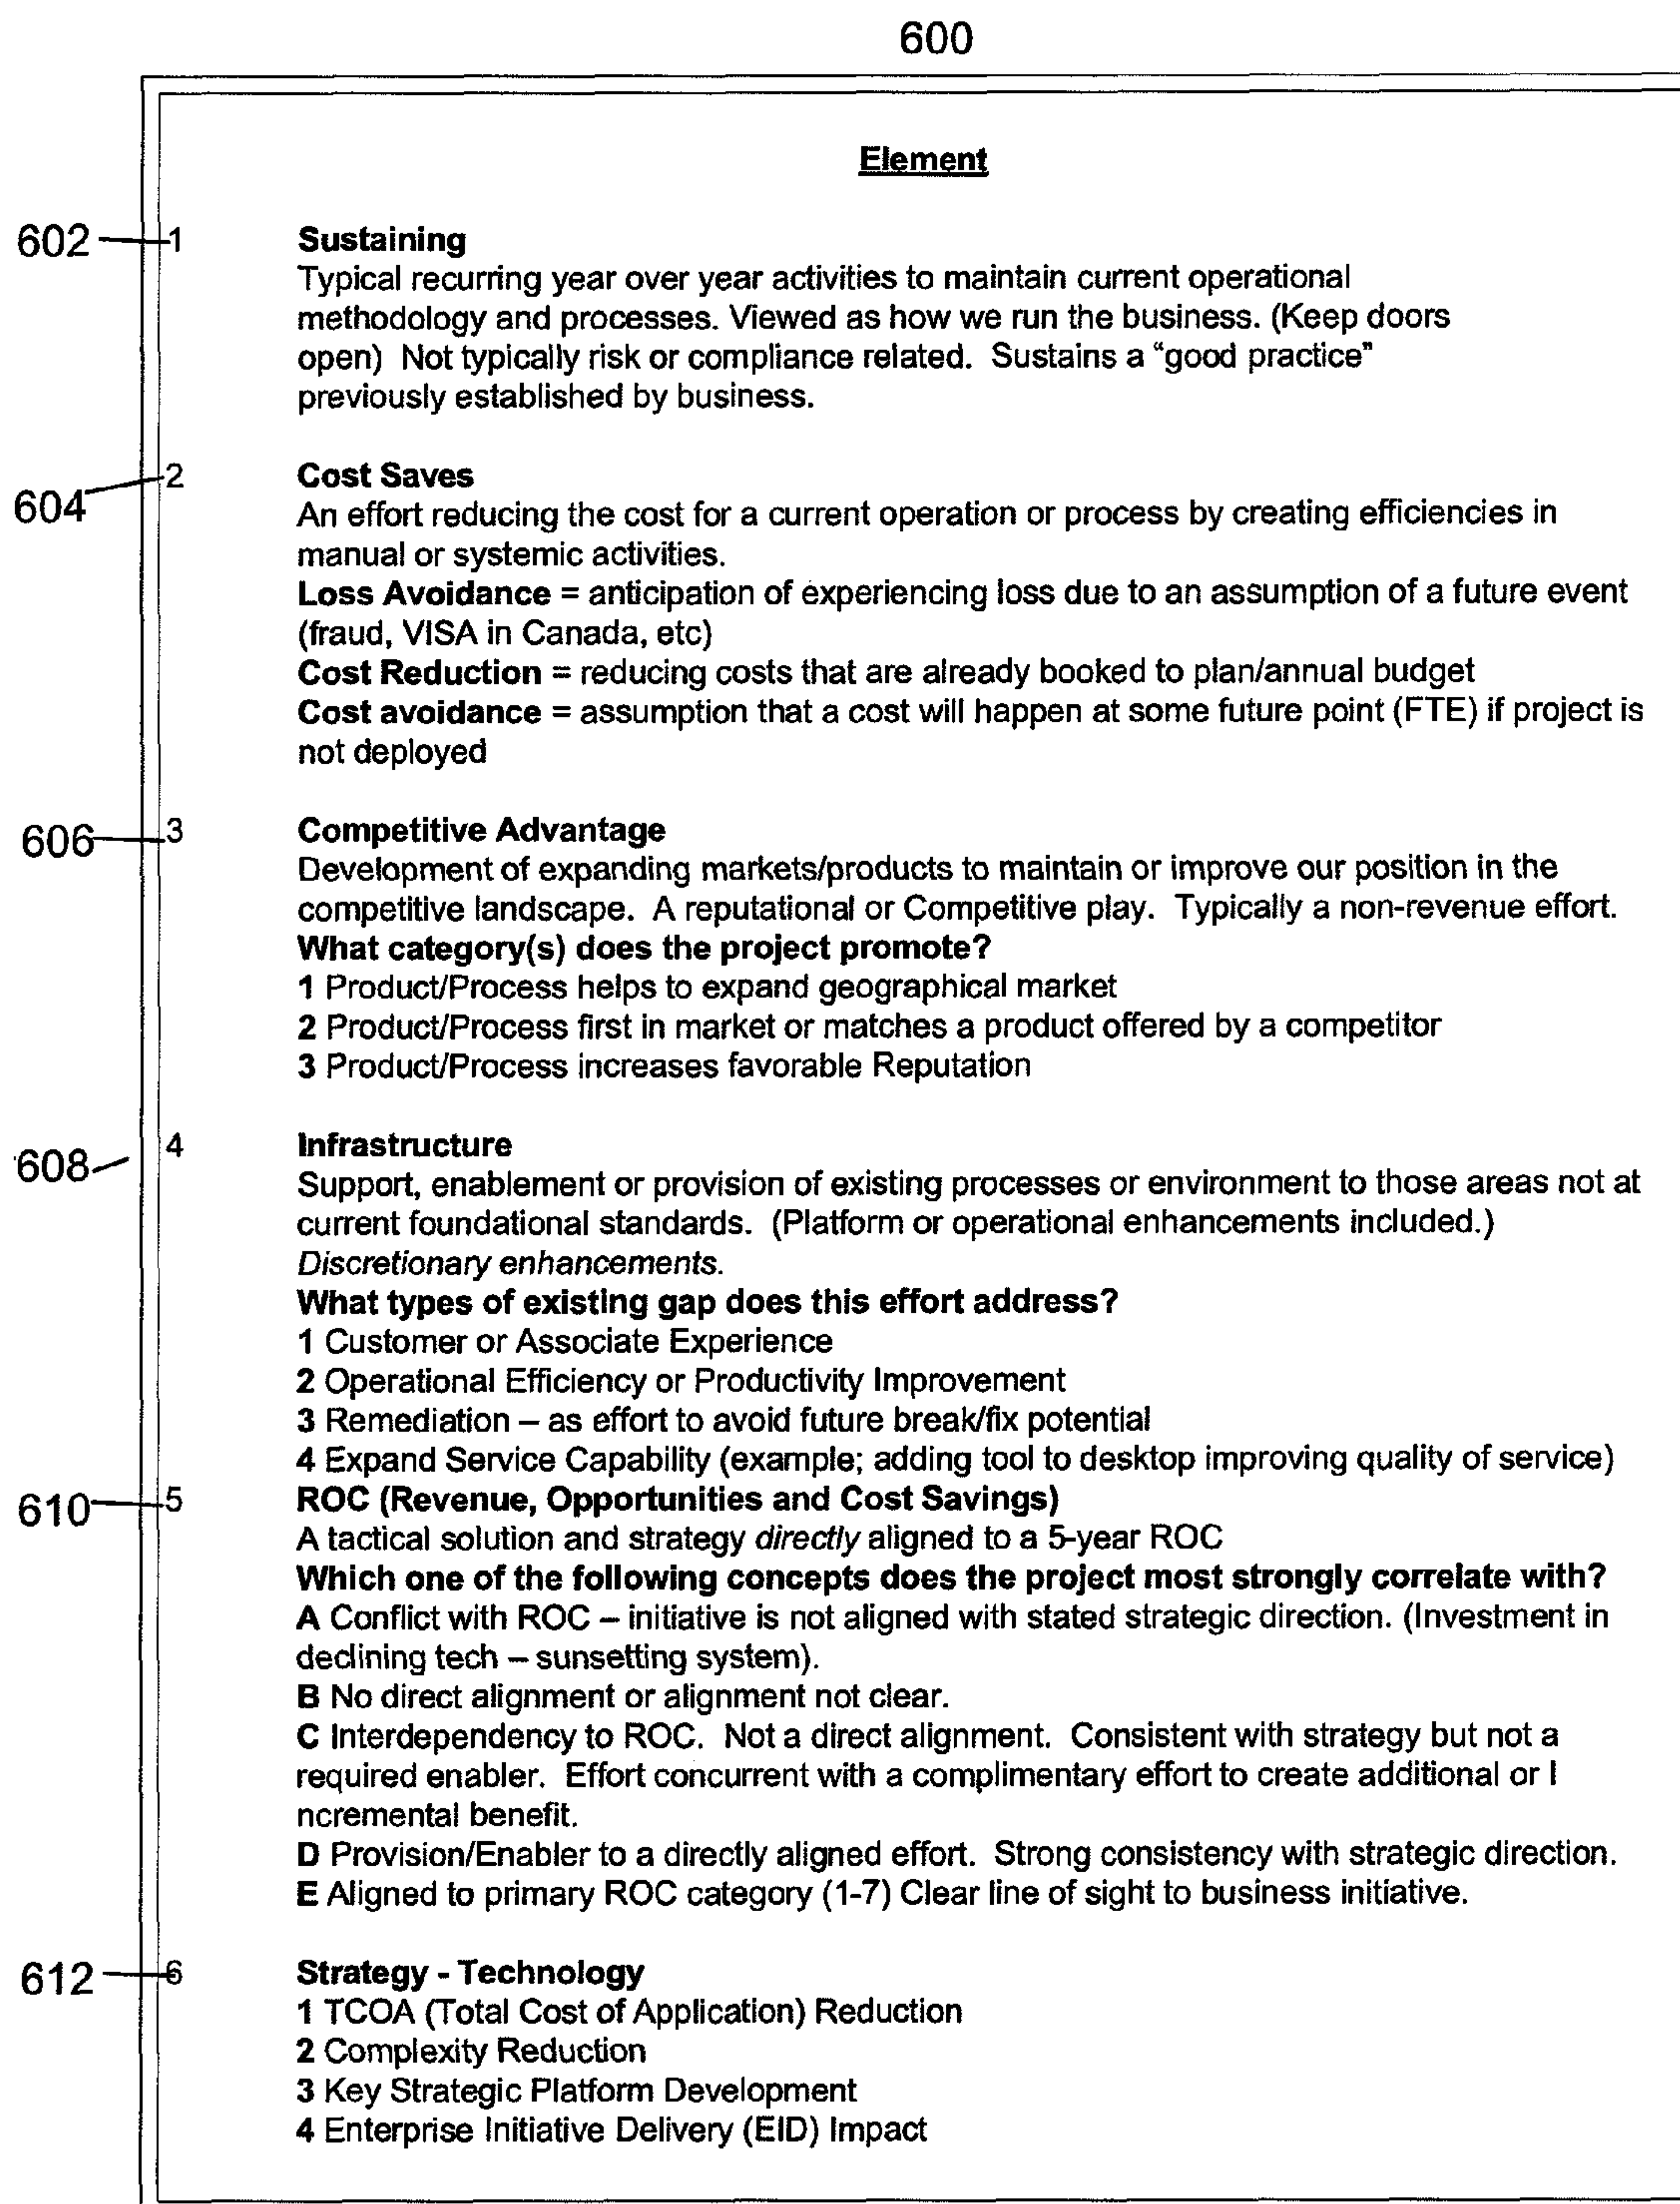 600
Element
602 1 Sustaining
Typical recurring year over year activities to maintain current operational
methodology and processes. Viewed as how we run the business. (Keep doors
open) Not typically risk or compliance related. Sustains a "good practice"
previously established by business.
604 2 Cost Saves
An effort reducing the cost for a current operation or process by creating efficiencies in
manual or systemic activities.
Loss Avoidance = anticipation of experiencing loss due to an assumption of a future event
(fraud, VISA in Canada, etc)
Cost Reduction = reducing costs that are already booked to plan/annual budget
Cost avoidance = assumption that a cost will happen at some future point (FTE) if project is
not deployed
606 3 Competitive Advantage
Development of expanding markets/products to maintain or improve our position in the
competitive landscape. A reputational or Competitive play. Typically a non-revenue effort.
What category(s) does the project promote?
1 Product/Process helps to expand geographical market
2 Product/Process first in market or matches a product offered by a competitor
3 Product/Process increases favorable Reputation
608 4 Infrastructure
Support, enablement or provision of existing processes or environment to those areas not at
current foundational standards. (Platform or operational enhancements included.)
Discretionary enhancements.
What types of existing gap does this effort address?
1 Customer or Associate Experience
2 Operational Efficiency or Productivity Improvement
3 Remediation – as effort to avoid future break/fix potential
4 Expand Service Capability (example; adding tool to desktop improving quality of service)
610 5 ROC (Revenue, Opportunities and Cost Savings)
A tactical solution and strategy directly aligned to a 5-year ROC
Which one of the following concepts does the project most strongly correlate with?
A Conflict with ROC – initiative is not aligned with stated strategic direction. (Investment in
declining tech – sunsetting system).
B No direct alignment or alignment not clear.
C Interdependency to ROC. Not a direct alignment. Consistent with strategy but not a
required enabler. Effort concurrent with a complimentary effort to create additional or I
ncremental benefit.
D Provision/Enabler to a directly aligned effort. Strong consistency with strategic direction.
E Aligned to primary ROC category (1-7) Clear line of sight to business initiative.
612 6 Strategy - Technology
1 TCOA (Total Cost of Application) Reduction
2 Complexity Reduction
3 Key Strategic Platform Development
4 Enterprise Initiative Delivery (EID) Impact